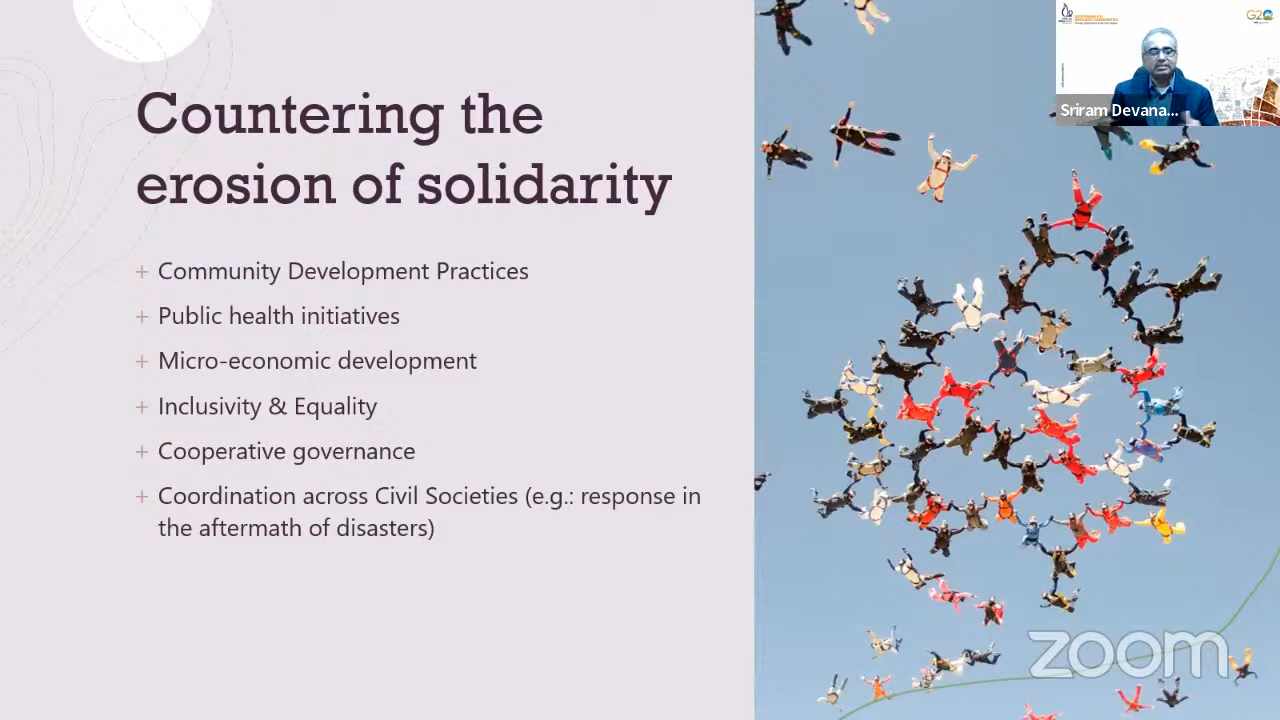 Countering the
erosion of solidarity
+ Community Development Practices
+ Public health initiatives
+ Micro-economic development
+ Inclusivity & Equality
+ Cooperative governance
+ Coordination across Civil Societies (e.g.: response in
the aftermath of disasters)
G20
Sriram Devana...
zoom